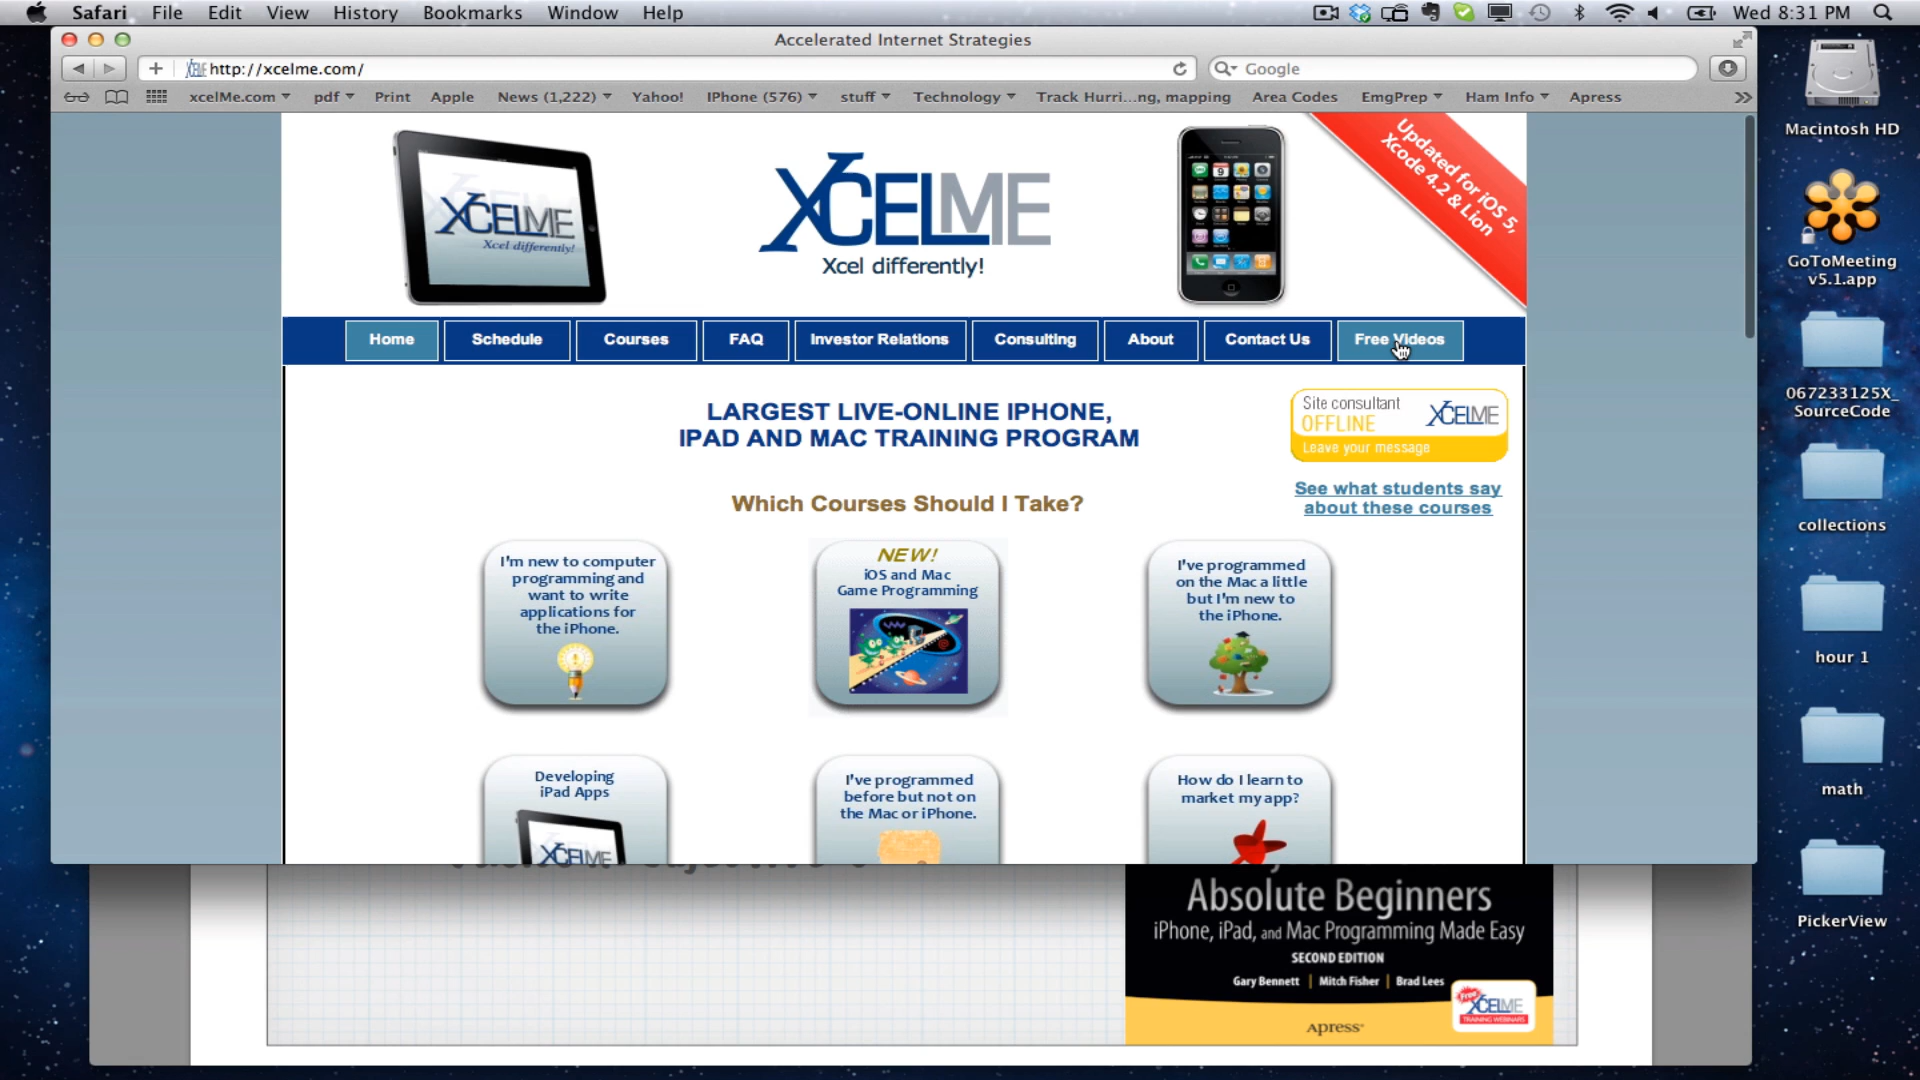 Safari File Edit View History Bookmarks Window Help
Wed 8:31 PM
Accelerated Internet Strategies
http://xcelme.com/
Google
xcelMe.com pdf Print Apple News (1,222) Yahoo! IPhone (576) stuff Technology Track Hurri...ng, mapping Area Codes EmgPrep Ham Info Apress
XCELME
Xcel differently!
XCELME
Xcel differently!
Updated for iOS 5,
Xcode 4.2 & Lion
Home Schedule Courses FAQ Investor Relations Consulting About Contact Us Free Videos
LARGEST LIVE-ONLINE IPHONE,
IPAD AND MAC TRAINING PROGRAM
Site consultant
OFFLINE
XCELME
Leave your message
See what students say
about these courses
Which Courses Should I Take?
I'm new to computer
programming and
want to write
applications for
the iPhone.
NEW!
iOS and Mac
Game Programming
I've programmed
on the Mac a little
but I'm new to
the iPhone.
Developing
iPad Apps
XCELME
I've programmed
before but not on
the Mac or iPhone.
How do I learn to
market my app?
Absolute Beginners
iPhone, iPad, and Mac Programming Made Easy
SECOND EDITION
Gary Bennett | Mitch Fisher | Brad Lees
Free
XCELME
TRAINING WEBINARS
Apress®
Macintosh HD
GoToMeeting
v5.1.app
067233125X_
SourceCode
collections
hour 1
math
PickerView